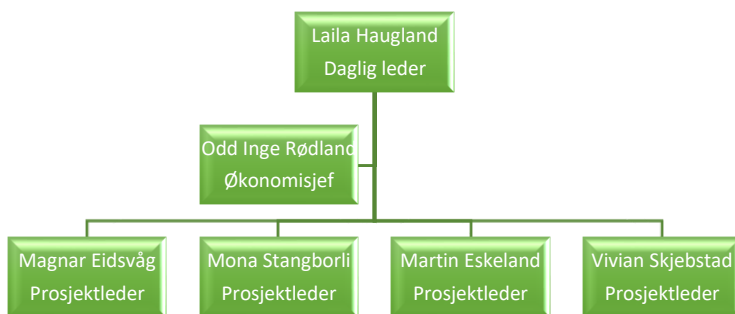 Laila Haugland
Daglig leder
Odd Inge Rødland
Økonomisjef
Magnar Eidsvåg
Prosjektleder
Mona Stangborli
Prosjektleder
Martin Eskeland
Prosjektleder
Vivian Skjebstad
Prosjektleder